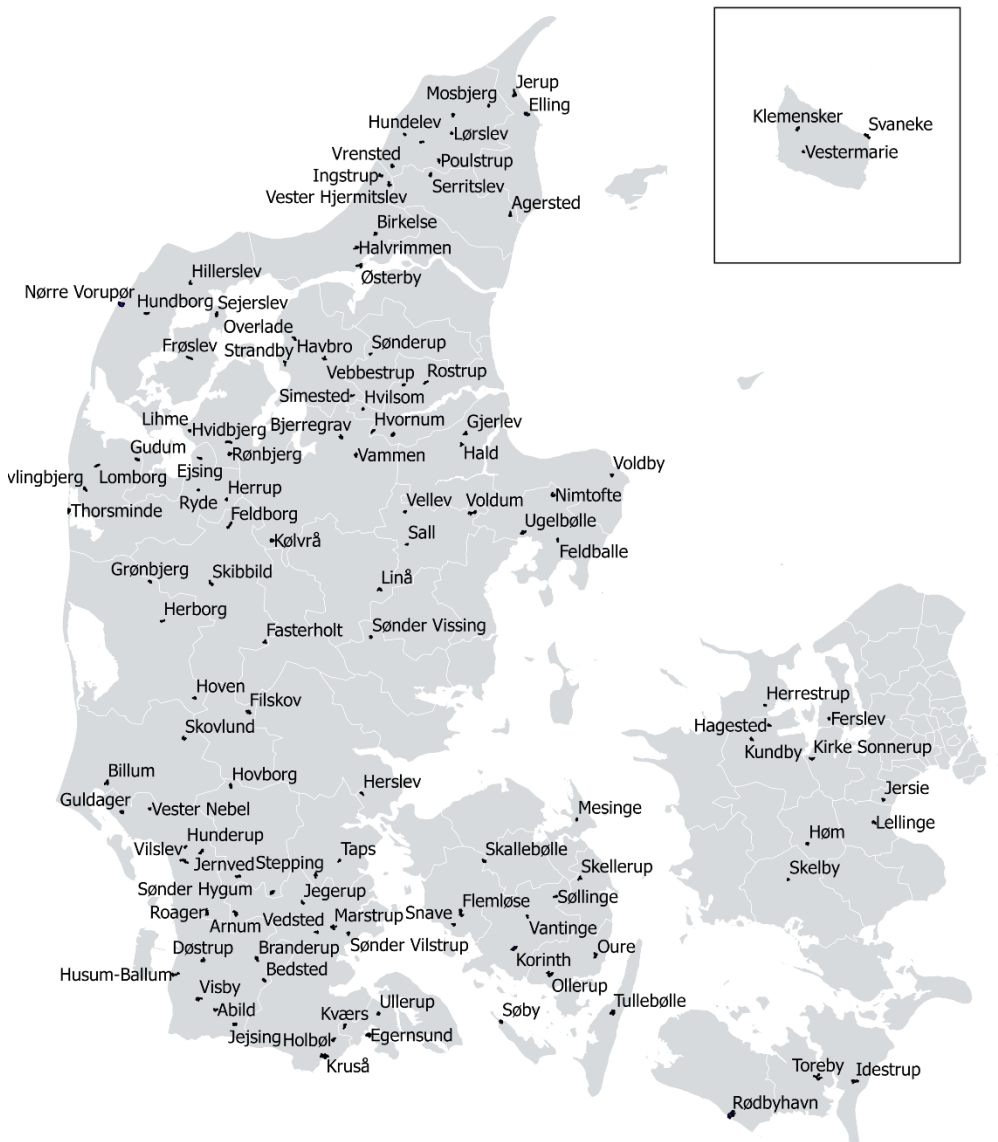 Jerup
Mosbjerg
Elling
Klemensker
Svaneke
Hundelev
Lørslev
Vestermarie
Vrensted
Poulstrup
Ingstrup
Serritslev
Vester Hjermitslev
Agersted
Birkelse
Halvrimmen
Hillerslev
Østerby
Nørre Vorupør
Hundborg
Sejerslev
Overlade
Frøslev
Strandby
Havbro
Sønderup
Vebbestrup
Rostrup
Simested
Hvilsom
Lihme
Hvidbjerg
Bjerregrav
Hvornum
Gjerlev
Gudum
Rønbjerg
Vammen
Hald
Voldby
vlingbjerg
Lomborg
Ejsing
Herrup
Nimtofte
Thorsminde
Ryde
Feldborg
Vellev
Voldum
Ugelbølle
Kølvrå
Sall
Feldballe
Grønbjerg
Skibbild
Linå
Herborg
Fasterholt
Sønder Vissing
Hoven
Filskov
Herrestrup
Skovlund
Hagested
Ferslev
Kundby
Kirke Sonnerup
Billum
Hovborg
Herslev
Jersie
Guldager
Vester Nebel
Mesinge
Lellinge
Hunderup
Høm
Vilslev
Jernved
Stepping
Taps
Skallebølle
Skellerup
Skelby
Sønder Hygum
Jegerup
Flemløse
Søllinge
Roager
Arnum
Vedsted
Marstrup
Snave
Vantinge
Døstrup
Branderup
Sønder Vilstrup
Korinth
Oure
Husum-Ballum
Bedsted
Ollerup
Visby
Ullerup
Søby
Tullebølle
Abild
Kværs
Jejsing
Holbøl
Egernsund
Kruså
Toreby
Idestrup
Rødbyhavn